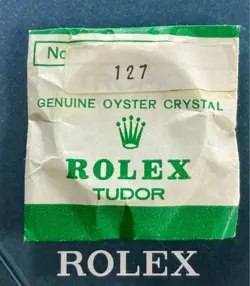 No
127
GENUINE OYSTER CRYSTAL
ROLEX
TUDOR
ROLEX